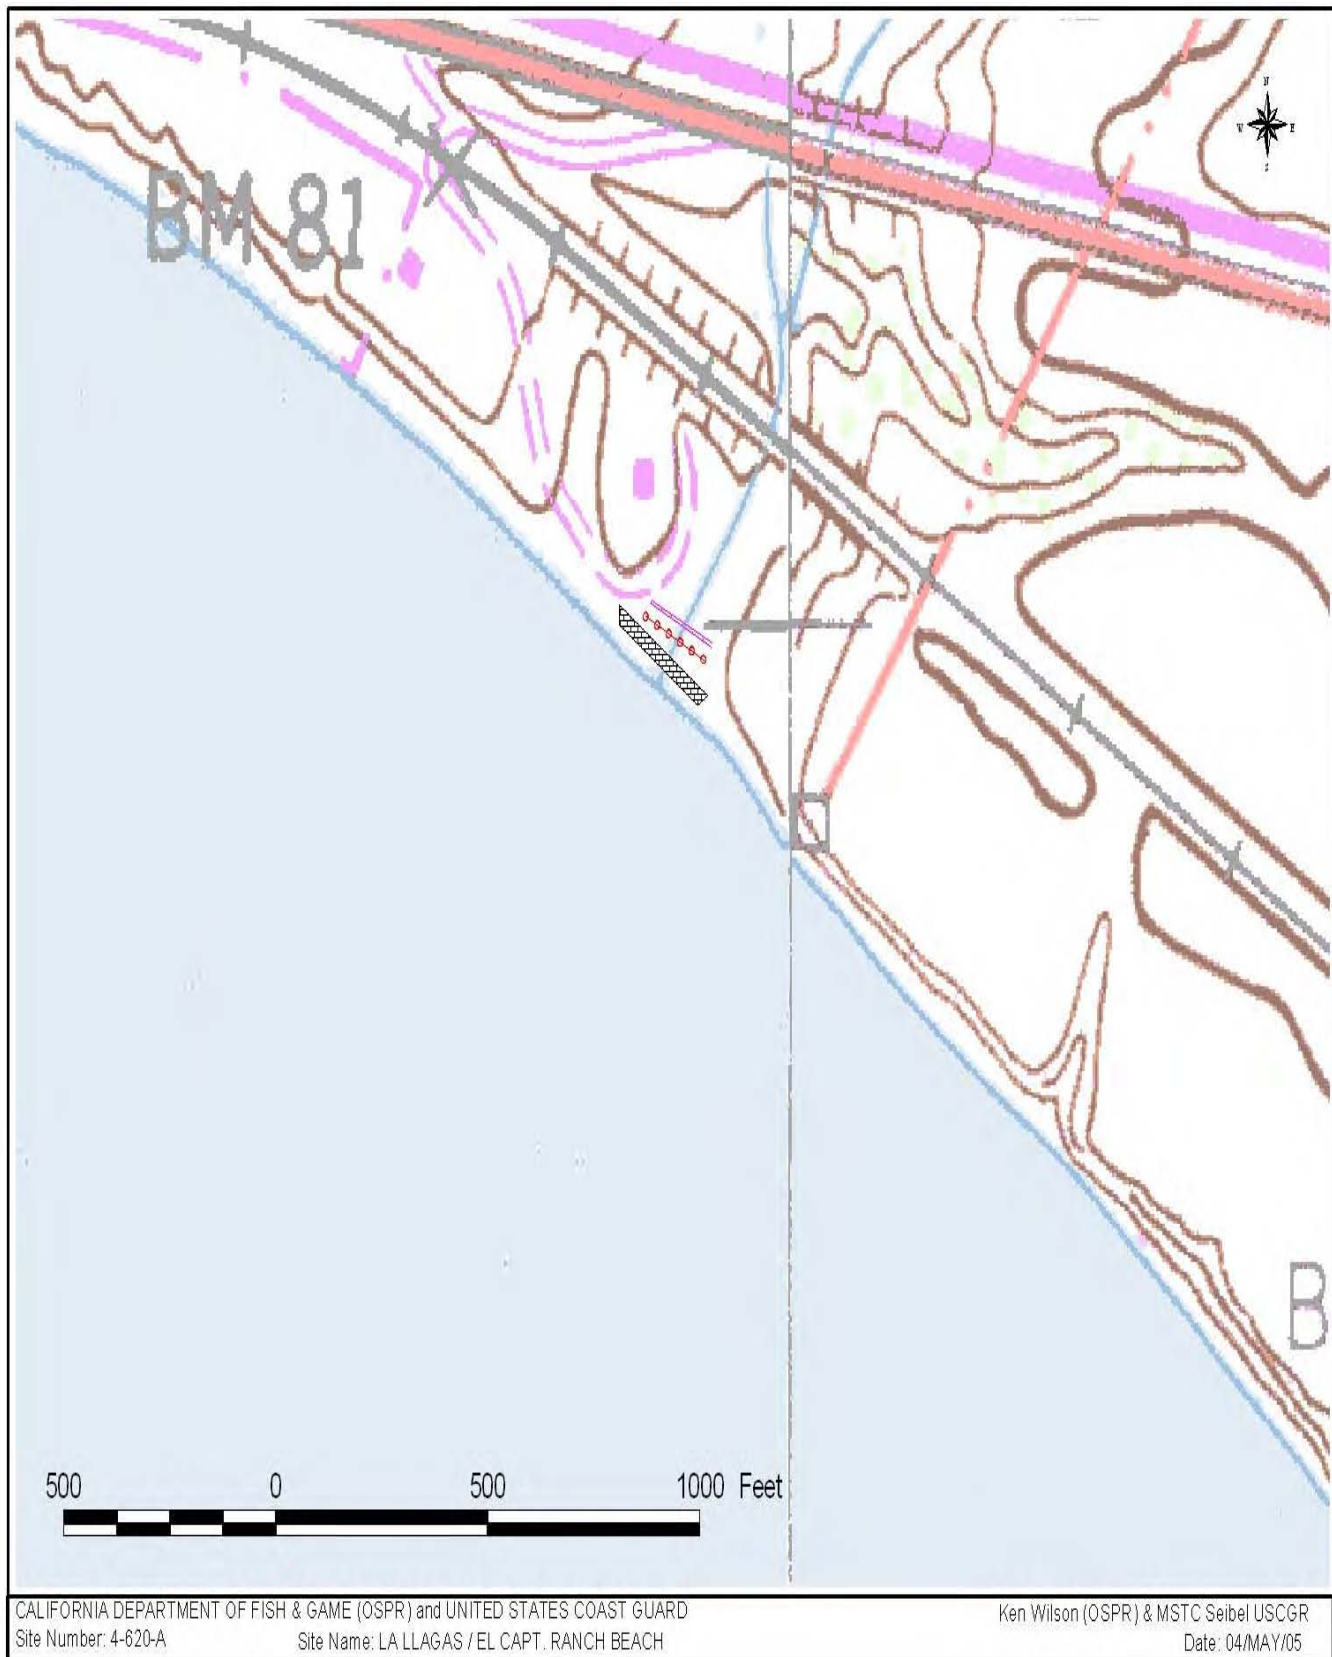 N
W E
S
BM 81
B
500 0 500 1000 Feet
CALIFORNIA DEPARTMENT OF FISH & GAME (OSPR) and UNITED STATES COAST GUARD
Ken Wilson (OSPR) & MSTC Seibel USCGR
Site Number: 4-620-A
Site Name: LA LLAGAS / EL CAPT. RANCH BEACH
Date: 04/MAY/05